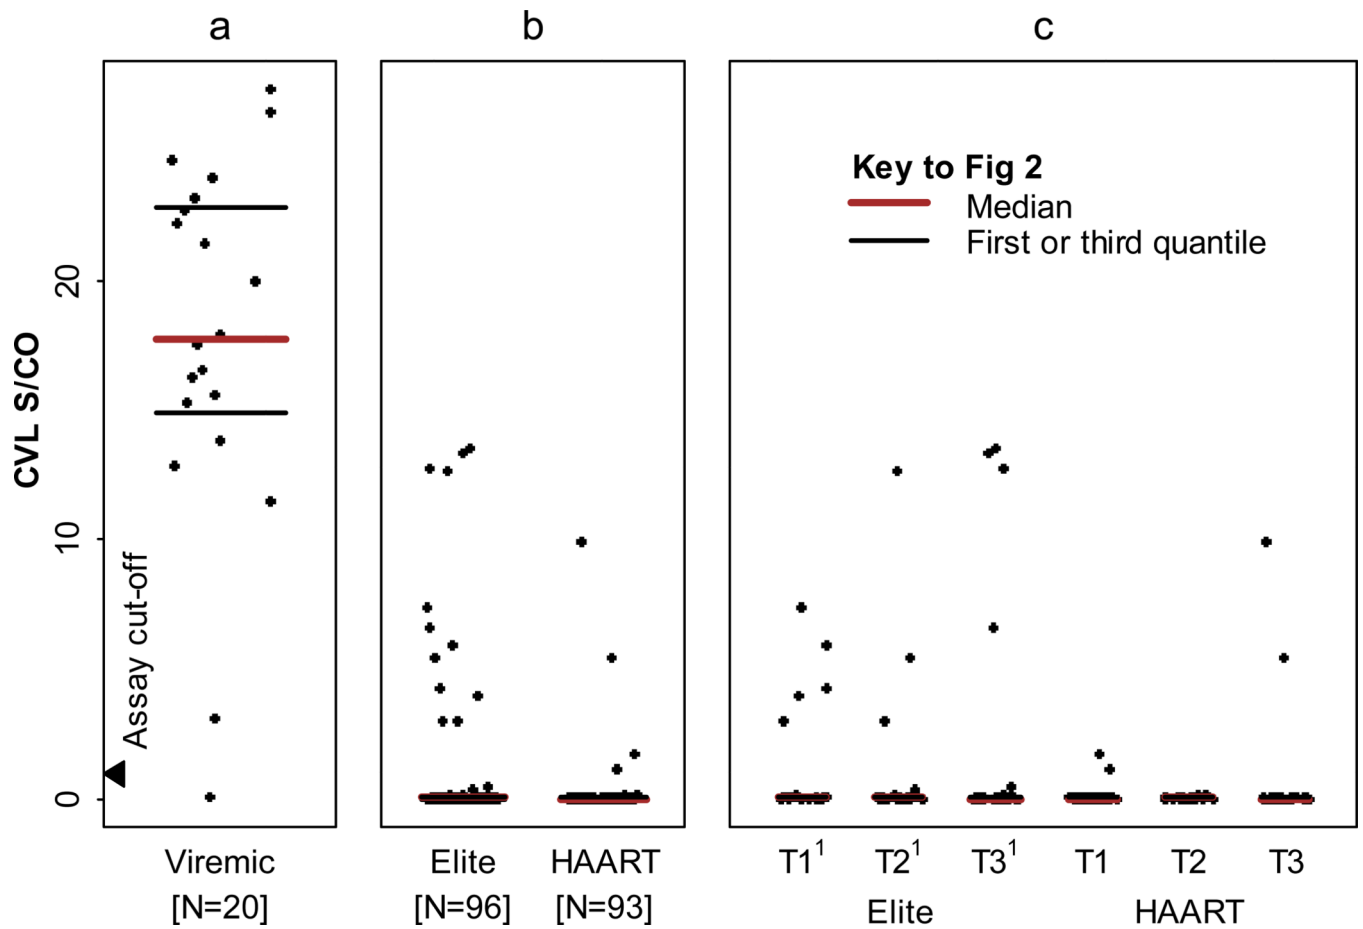 a b c
Key to Fig 2
Median
First or third quantile
CVL S/CO
20
10
0
Assay cut-off
Viremic Elite HAART T1¹ T2¹ T3¹ T1 T2 T3
[N=20] [N=96] [N=93] Elite HAART